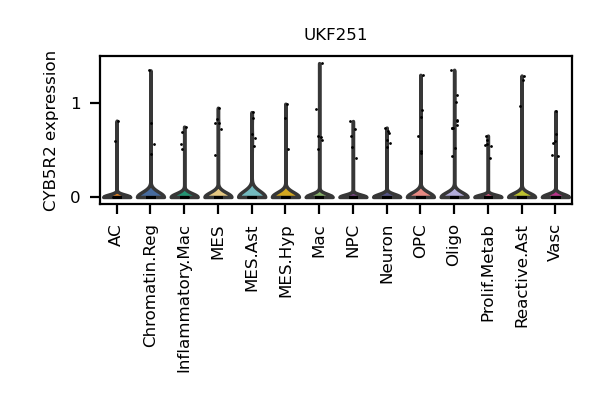 UKF251
CYB5R2 expression
1
0
AC
Chromatin.Reg
Inflammatory.Mac
MES
MES.Ast
MES.Hyp
Mac
NPC
Neuron
OPC
Oligo
Prolif.Metab
Reactive.Ast
Vasc